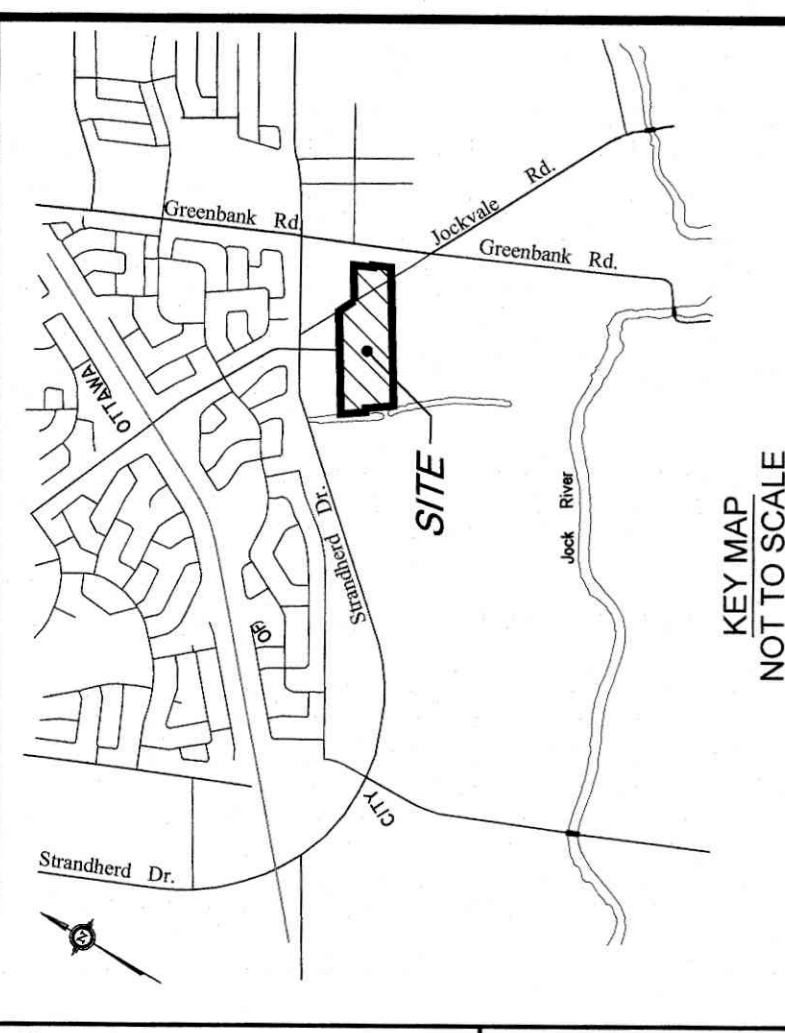 Greenbank Rd.
Jockvale Rd.
Greenbank Rd.
OTTAWA
SITE
Strandherd Dr.
Jock River
OF
CITY
Strandherd Dr.
N
KEY MAP
NOT TO SCALE